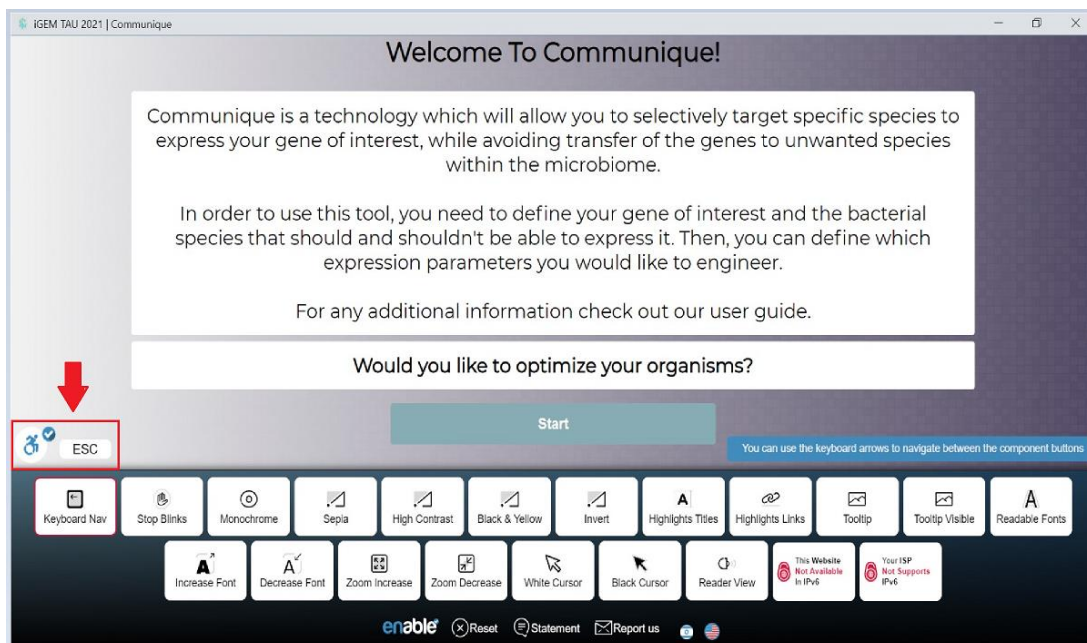 iGEM TAU 2021 | Communique
Welcome To Communique!
Communique is a technology which will allow you to selectively target specific species to
express your gene of interest, while avoiding transfer of the genes to unwanted species
within the microbiome.
In order to use this tool, you need to define your gene of interest and the bacterial
species that should and shouldn't be able to express it. Then, you can define which
expression parameters you would like to engineer.
For any additional information check out our user guide.
Would you like to optimize your organisms?
Start
ESC
You can use the keyboard arrows to navigate between the component buttons
Keyboard Nav
Stop Blinks
Monochrome
Sepia
High Contrast
Black & Yellow
Invert
Highlights Titles
Highlights Links
Tooltip
Tooltip Visible
Readable Fonts
Increase Font
Decrease Font
Zoom Increase
Zoom Decrease
White Cursor
Black Cursor
Reader View
This Website
Not Available
In IPv6
Your ISP
Not Supports
IPv6
enable
Reset
Statement
Report us